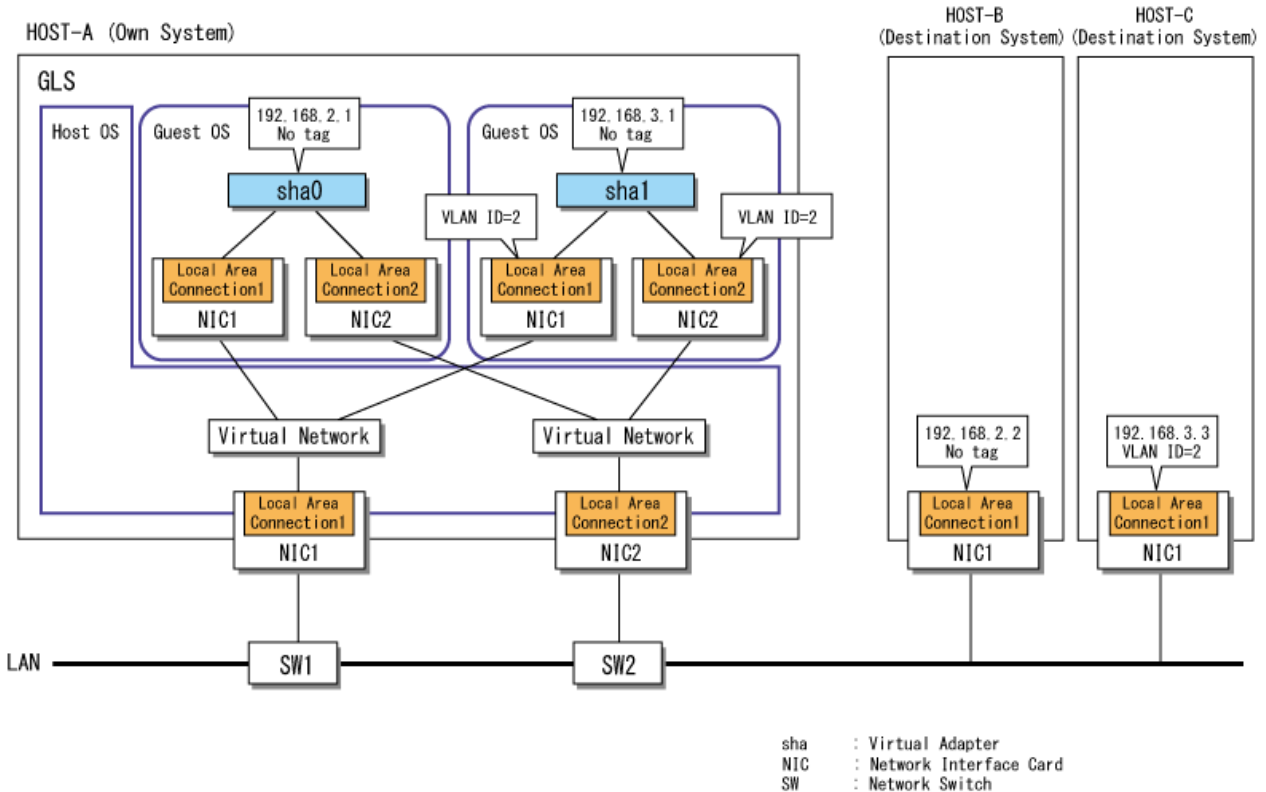 HOST-A (Own System)
HOST-B
(Destination System)
HOST-C
(Destination System)
GLS
Host OS
Guest OS
192.168.2.1
No tag
sha0
Guest OS
192.168.3.1
No tag
sha1
VLAN ID=2
VLAN ID=2
Local Area
Connection1
NIC1
Local Area
Connection2
NIC2
Local Area
Connection1
NIC1
Local Area
Connection2
NIC2
Virtual Network
Virtual Network
192.168.2.2
No tag
192.168.3.3
VLAN ID=2
Local Area
Connection1
NIC1
Local Area
Connection2
NIC2
Local Area
Connection1
NIC1
Local Area
Connection1
NIC1
LAN
SW1
SW2
sha : Virtual Adapter
NIC : Network Interface Card
SW : Network Switch